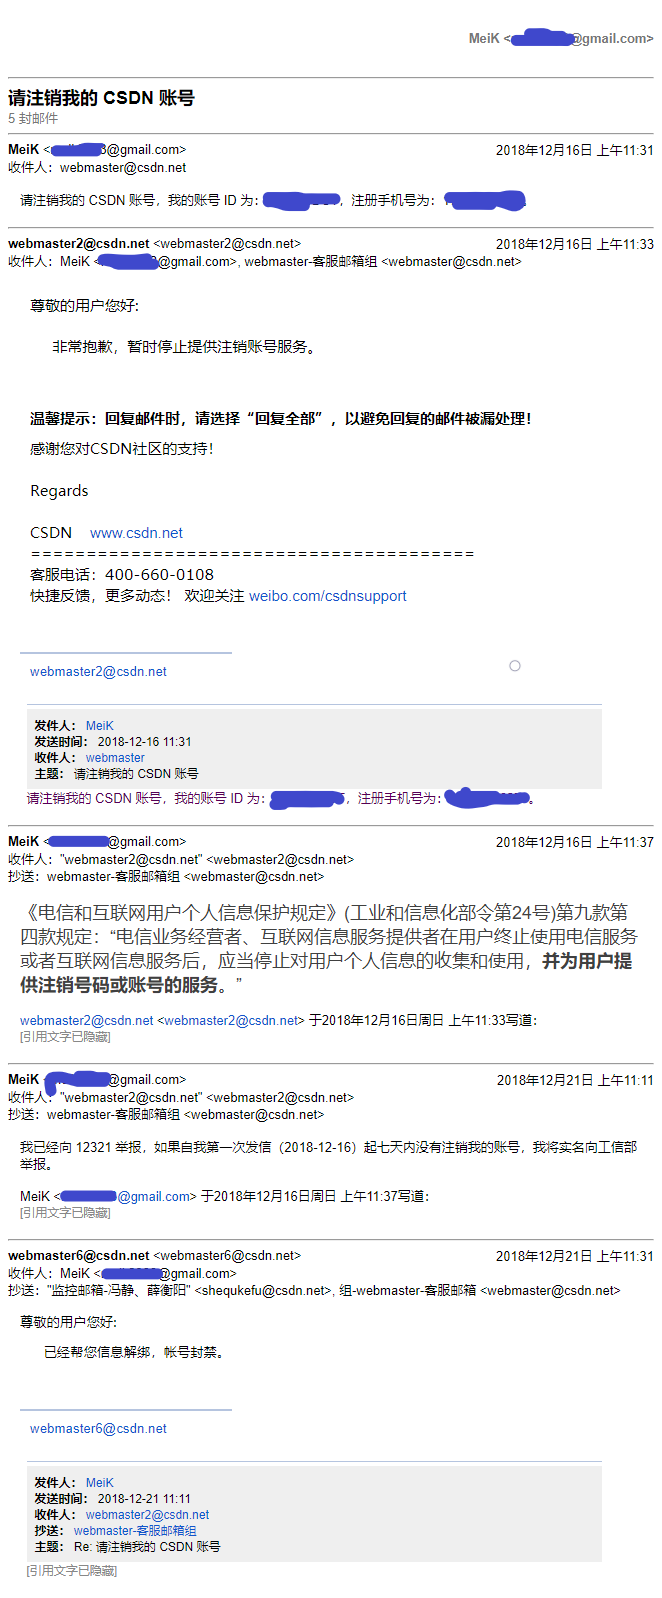 MeiK < @gmail.com>
请注销我的 CSDN 账号
5 封邮件
MeiK < 3@gmail.com> 2018年12月16日 上午11:31
收件人：webmaster@csdn.net
请注销我的 CSDN 账号，我的账号 ID 为： ，注册手机号为：
webmaster2@csdn.net <webmaster2@csdn.net> 2018年12月16日 上午11:33
收件人：MeiK < @gmail.com>, webmaster-客服邮箱组 <webmaster@csdn.net>
尊敬的用户您好:
非常抱歉，暂时停止提供注销账号服务。
温馨提示：回复邮件时，请选择“回复全部”，以避免回复的邮件被漏处理！
感谢您对CSDN社区的支持！
Regards
CSDN www.csdn.net
========================================
客服电话：400-660-0108
快捷反馈，更多动态！ 欢迎关注 weibo.com/csdnsupport
webmaster2@csdn.net
发件人： MeiK
发送时间： 2018-12-16 11:31
收件人： webmaster
主题： 请注销我的 CSDN 账号
请注销我的 CSDN 账号，我的账号 ID 为： ，注册手机号为： 。
MeiK < @gmail.com> 2018年12月16日 上午11:37
收件人："webmaster2@csdn.net" <webmaster2@csdn.net>
抄送：webmaster-客服邮箱组 <webmaster@csdn.net>
《电信和互联网用户个人信息保护规定》(工业和信息化部令第24号)第九款第
四款规定：“电信业务经营者、互联网信息服务提供者在用户终止使用电信服务
或者互联网信息服务后，应当停止对用户个人信息的收集和使用，并为用户提
供注销号码或账号的服务。”
webmaster2@csdn.net <webmaster2@csdn.net> 于2018年12月16日周日 上午11:33写道：
[引用文字已隐藏]
MeiK < @gmail.com> 2018年12月21日 上午11:11
收件人："webmaster2@csdn.net" <webmaster2@csdn.net>
抄送：webmaster-客服邮箱组 <webmaster@csdn.net>
我已经向 12321 举报，如果自我第一次发信（2018-12-16）起七天内没有注销我的账号，我将实名向工信部
举报。
MeiK < @gmail.com> 于2018年12月16日周日 上午11:37写道：
[引用文字已隐藏]
webmaster6@csdn.net <webmaster6@csdn.net> 2018年12月21日 上午11:31
收件人：MeiK < @gmail.com>
抄送："监控邮箱-冯静、薛衡阳" <shequkefu@csdn.net>, 组-webmaster-客服邮箱 <webmaster@csdn.net>
尊敬的用户您好:
已经帮您信息解绑，帐号封禁。
webmaster6@csdn.net
发件人： MeiK
发送时间： 2018-12-21 11:11
收件人： webmaster2@csdn.net
抄送： webmaster-客服邮箱组
主题： Re: 请注销我的 CSDN 账号
[引用文字已隐藏]